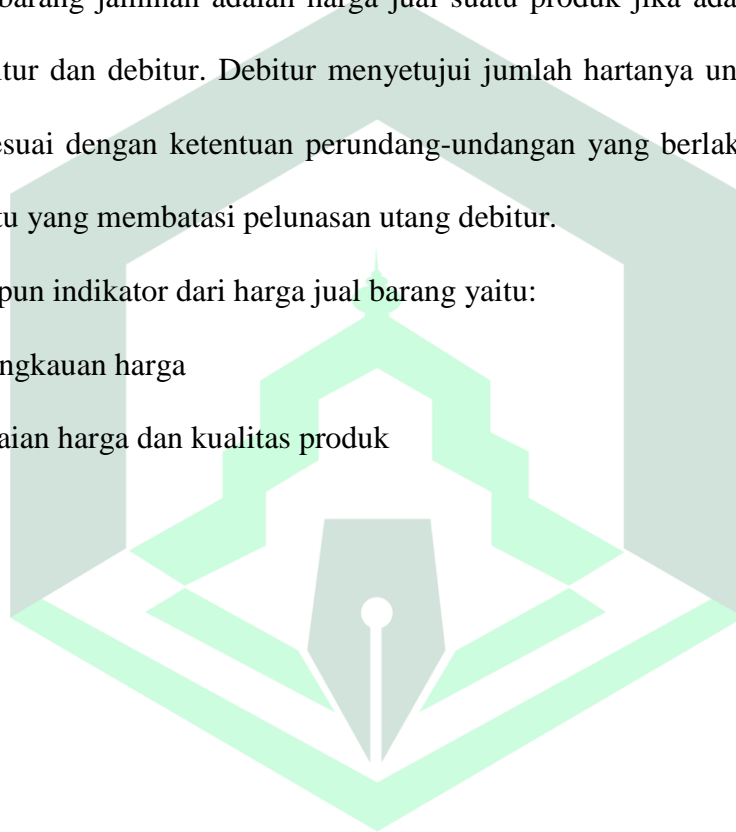 barang jaminan adalah harga jual suatu produk jika ada
itur dan debitur. Debitur menyetujui jumlah hartanya un
esuai dengan ketentuan perundang-undangan yang berlak
tu yang membatasi pelunasan utang debitur.
pun indikator dari harga jual barang yaitu:
ngkauan harga
aian harga dan kualitas produk